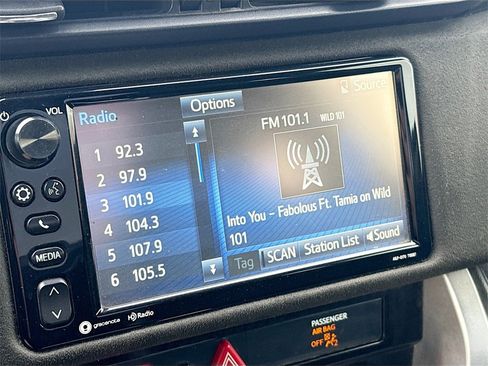 VOL
Source
Options
Radio
FM 101.1 WILD 101
1 92.3
2 97.9
3 101.9
4 104.3
5 107.9
6 105.5
Into You – Fabolous Ft. Tamia on Wild
101
Tag SCAN Station List Sound
MEDIA
gracenote HD Radio
PASSENGER
AIR BAG
OFF